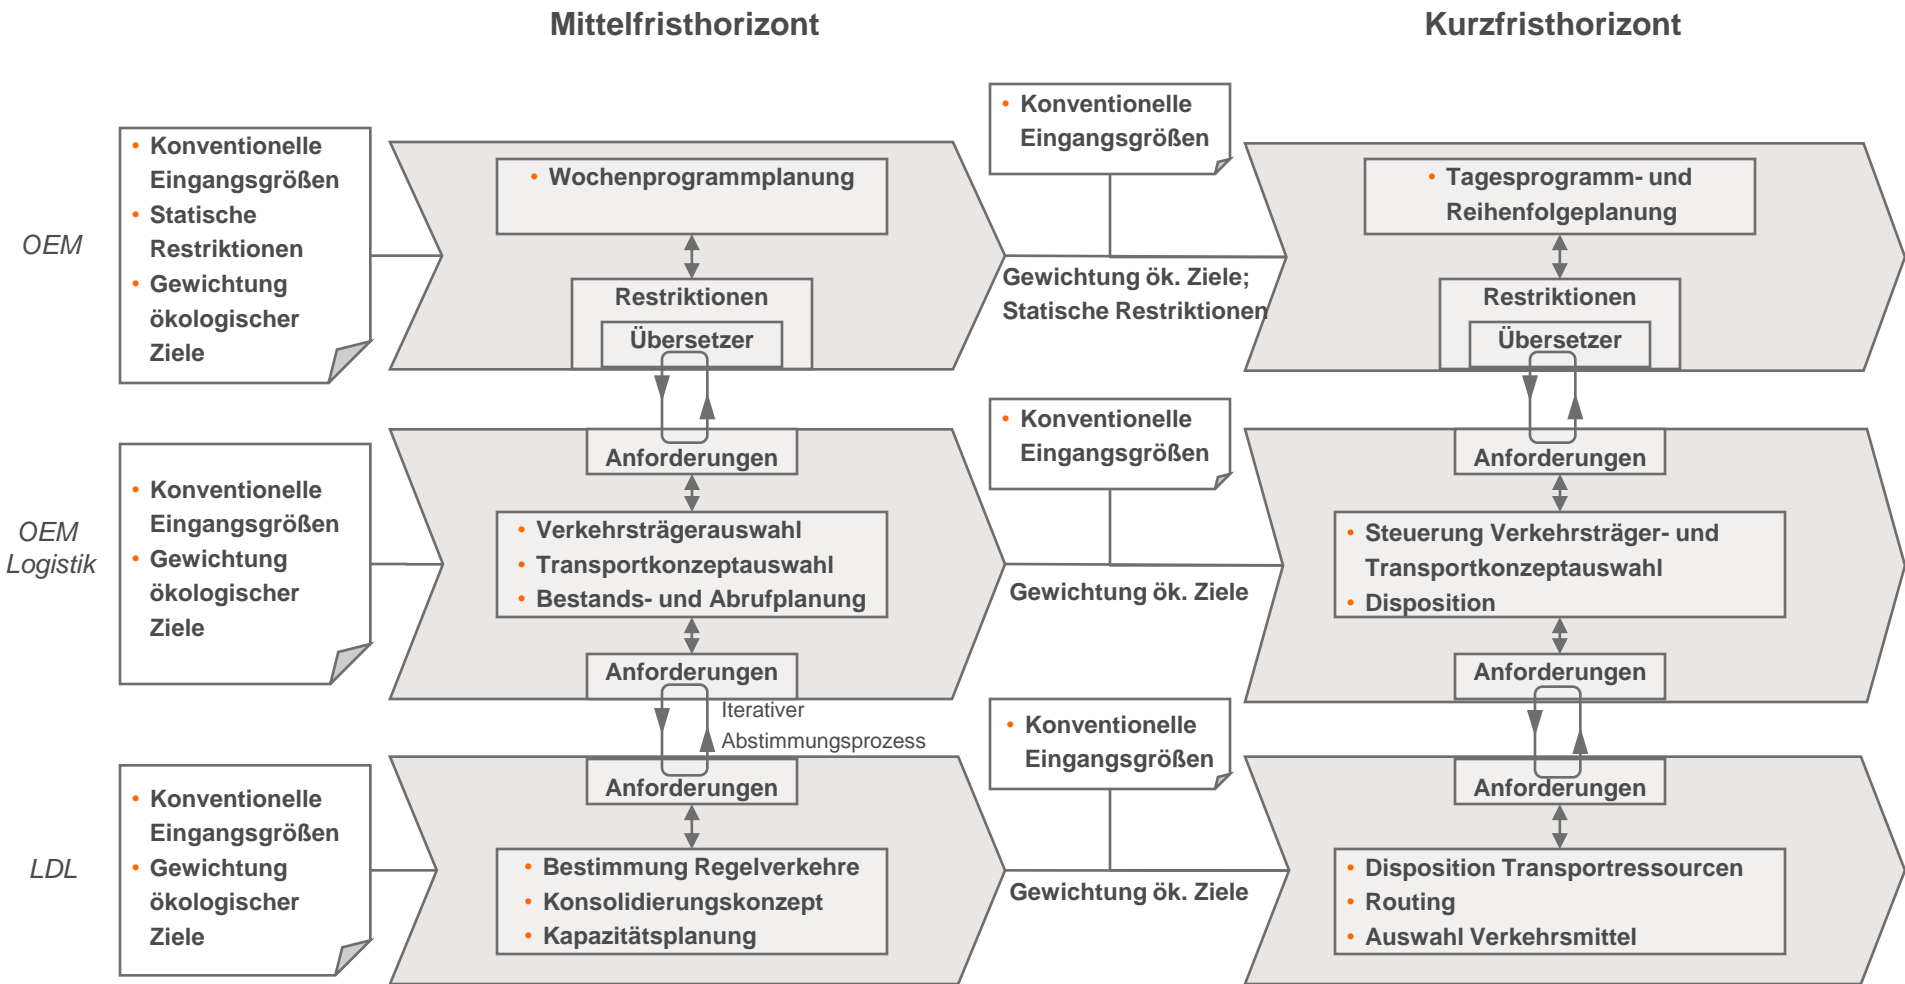 Mittelfristhorizont
Kurzfristhorizont
OEM
• Konventionelle
Eingangsgrößen
• Statische
Restriktionen
• Gewichtung
ökologischer
Ziele
• Wochenprogrammplanung
Restriktionen
Übersetzer
• Konventionelle
Eingangsgrößen
Gewichtung ök. Ziele;
Statische Restriktionen
• Tagesprogramm- und
Reihenfolgeplanung
Restriktionen
Übersetzer
OEM
Logistik
• Konventionelle
Eingangsgrößen
• Gewichtung
ökologischer
Ziele
Anforderungen
• Verkehrsträgerauswahl
• Transportkonzeptauswahl
• Bestands- und Abrufplanung
Anforderungen
• Konventionelle
Eingangsgrößen
Gewichtung ök. Ziele
Anforderungen
• Steuerung Verkehrsträger- und
Transportkonzeptauswahl
• Disposition
Anforderungen
Iterativer
Abstimmungsprozess
LDL
• Konventionelle
Eingangsgrößen
• Gewichtung
ökologischer
Ziele
Anforderungen
• Bestimmung Regelverkehre
• Konsolidierungskonzept
• Kapazitätsplanung
• Konventionelle
Eingangsgrößen
Gewichtung ök. Ziele
Anforderungen
• Disposition Transportressourcen
• Routing
• Auswahl Verkehrsmittel